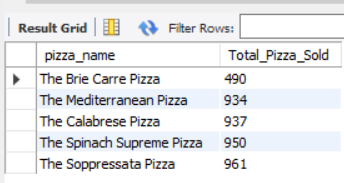 Result Grid Filter Rows:
pizza_name Total_Pizza_Sold
The Brie Carre Pizza 490
The Mediterranean Pizza 934
The Calabrese Pizza 937
The Spinach Supreme Pizza 950
The Soppressata Pizza 961